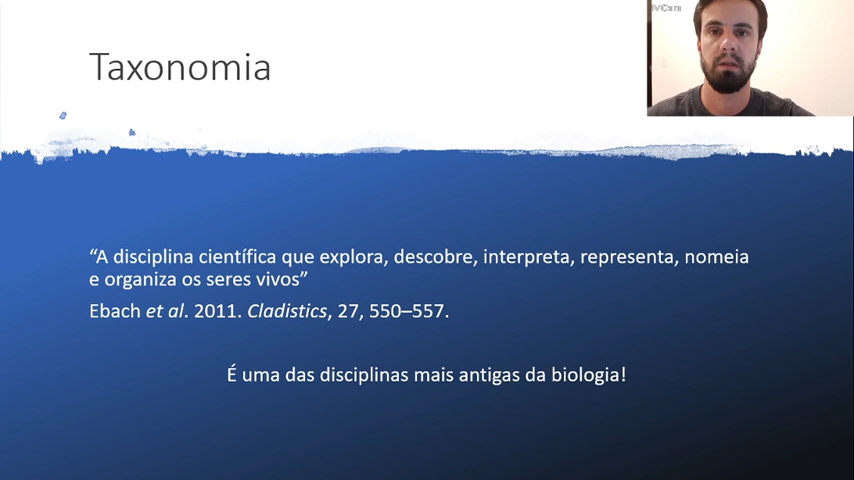 Taxonomia
“A disciplina científica que explora, descobre, interpreta, representa, nomeia
e organiza os seres vivos”
Ebach et al. 2011. Cladistics, 27, 550–557.
É uma das disciplinas mais antigas da biologia!